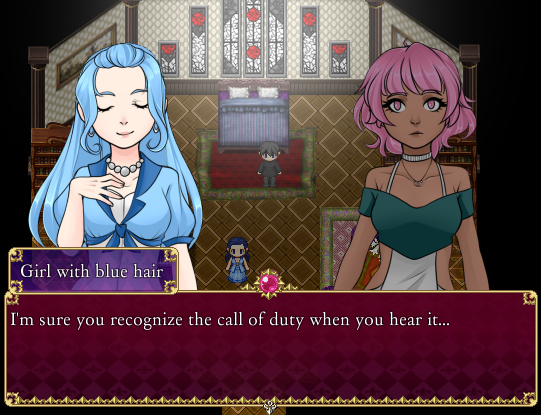 Girl with blue hair
I'm sure you recognize the call of duty when you hear it...